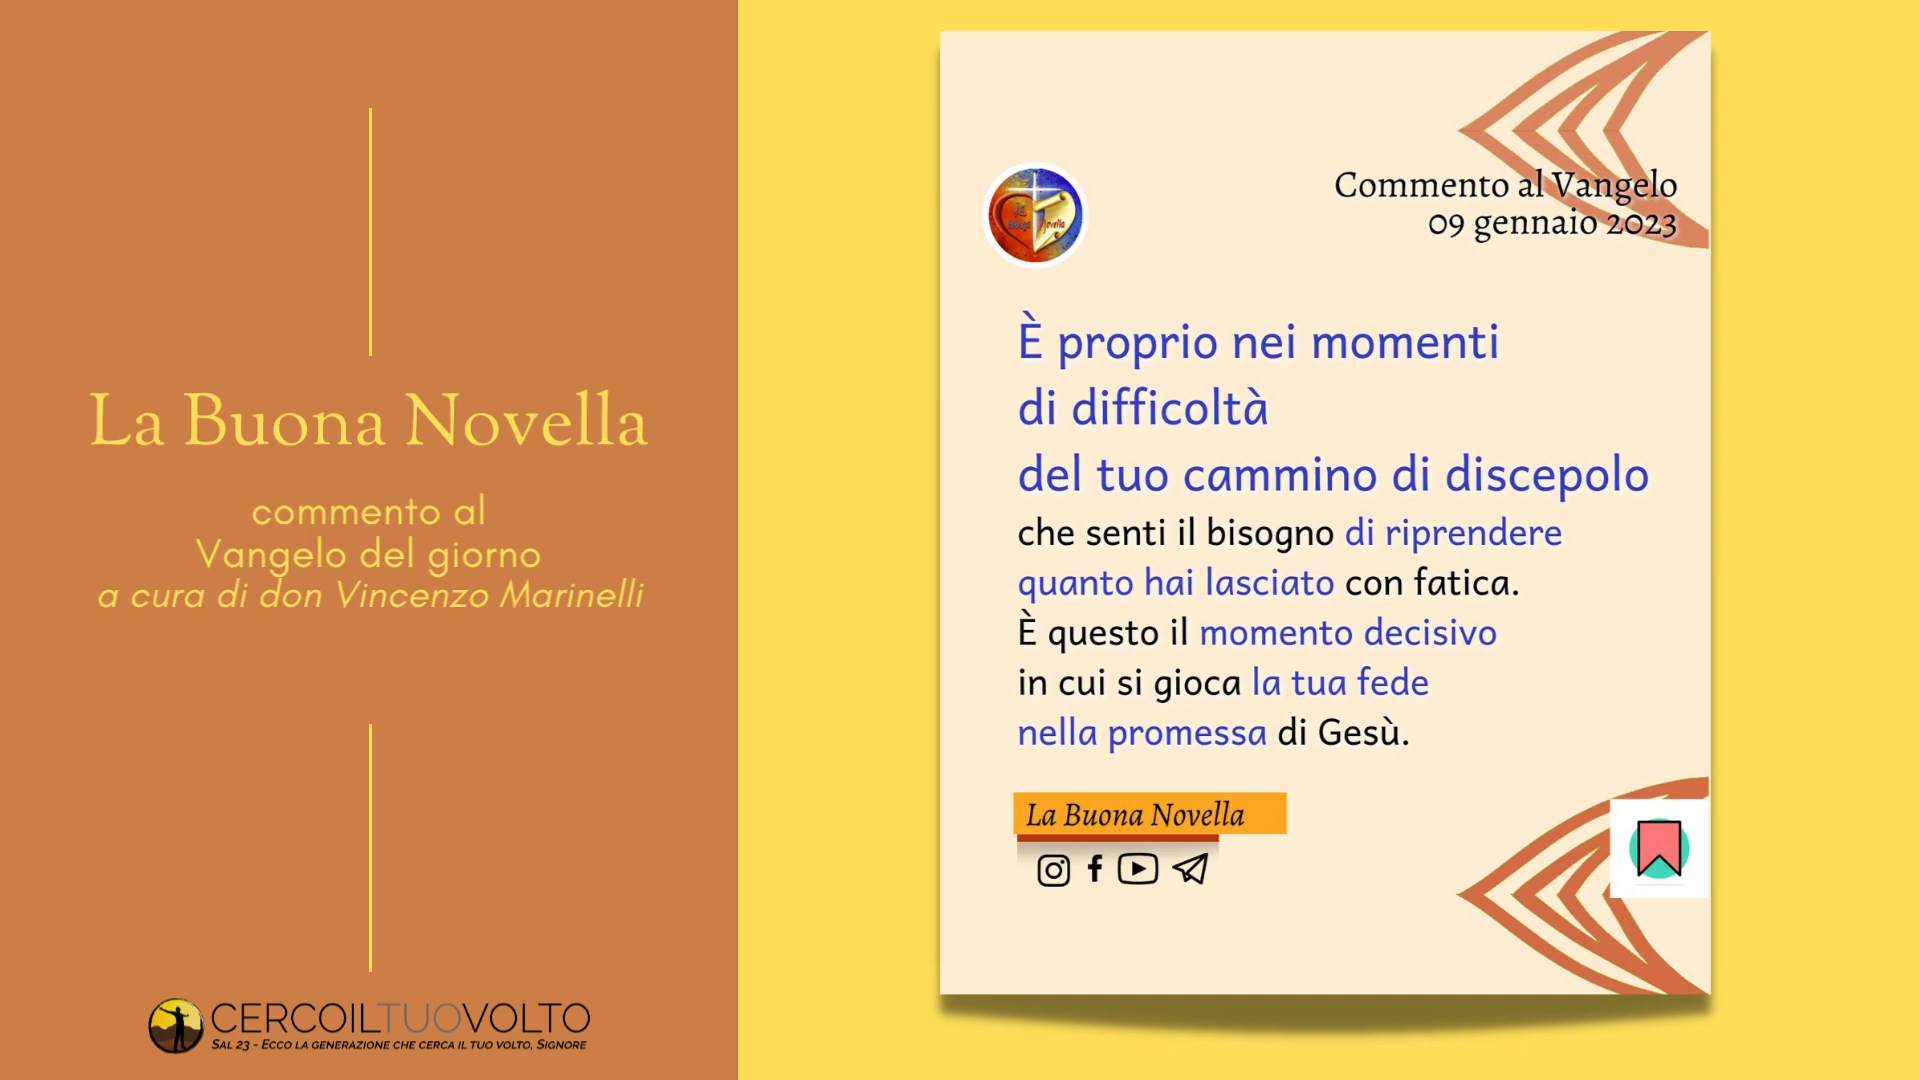 La Buona Novella
commento al
Vangelo del giorno
a cura di don Vincenzo Marinelli
CERCOILTUOVOLTO
SAL 23 - ECCO LA GENERAZIONE CHE CERCA IL TUO VOLTO, SIGNORE
Commento al Vangelo
09 gennaio 2023
È proprio nei momenti
di difficoltà
del tuo cammino di discepolo
che senti il bisogno di riprendere
quanto hai lasciato con fatica.
È questo il momento decisivo
in cui si gioca la tua fede
nella promessa di Gesù.
La Buona Novella